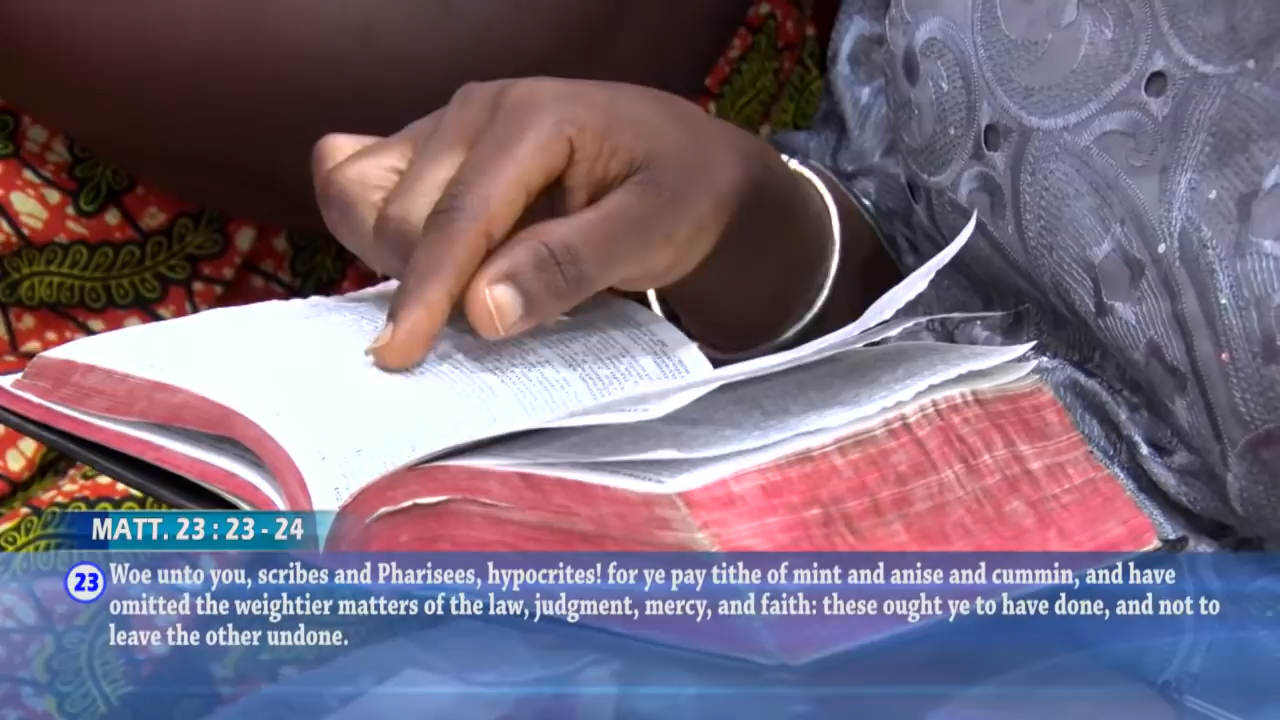 MATT. 23 : 23 - 24
23 Woe unto you, scribes and Pharisees, hypocrites! for ye pay tithe of mint and anise and cummin, and have
omitted the weightier matters of the law, judgment, mercy, and faith: these ought ye to have done, and not to
leave the other undone.